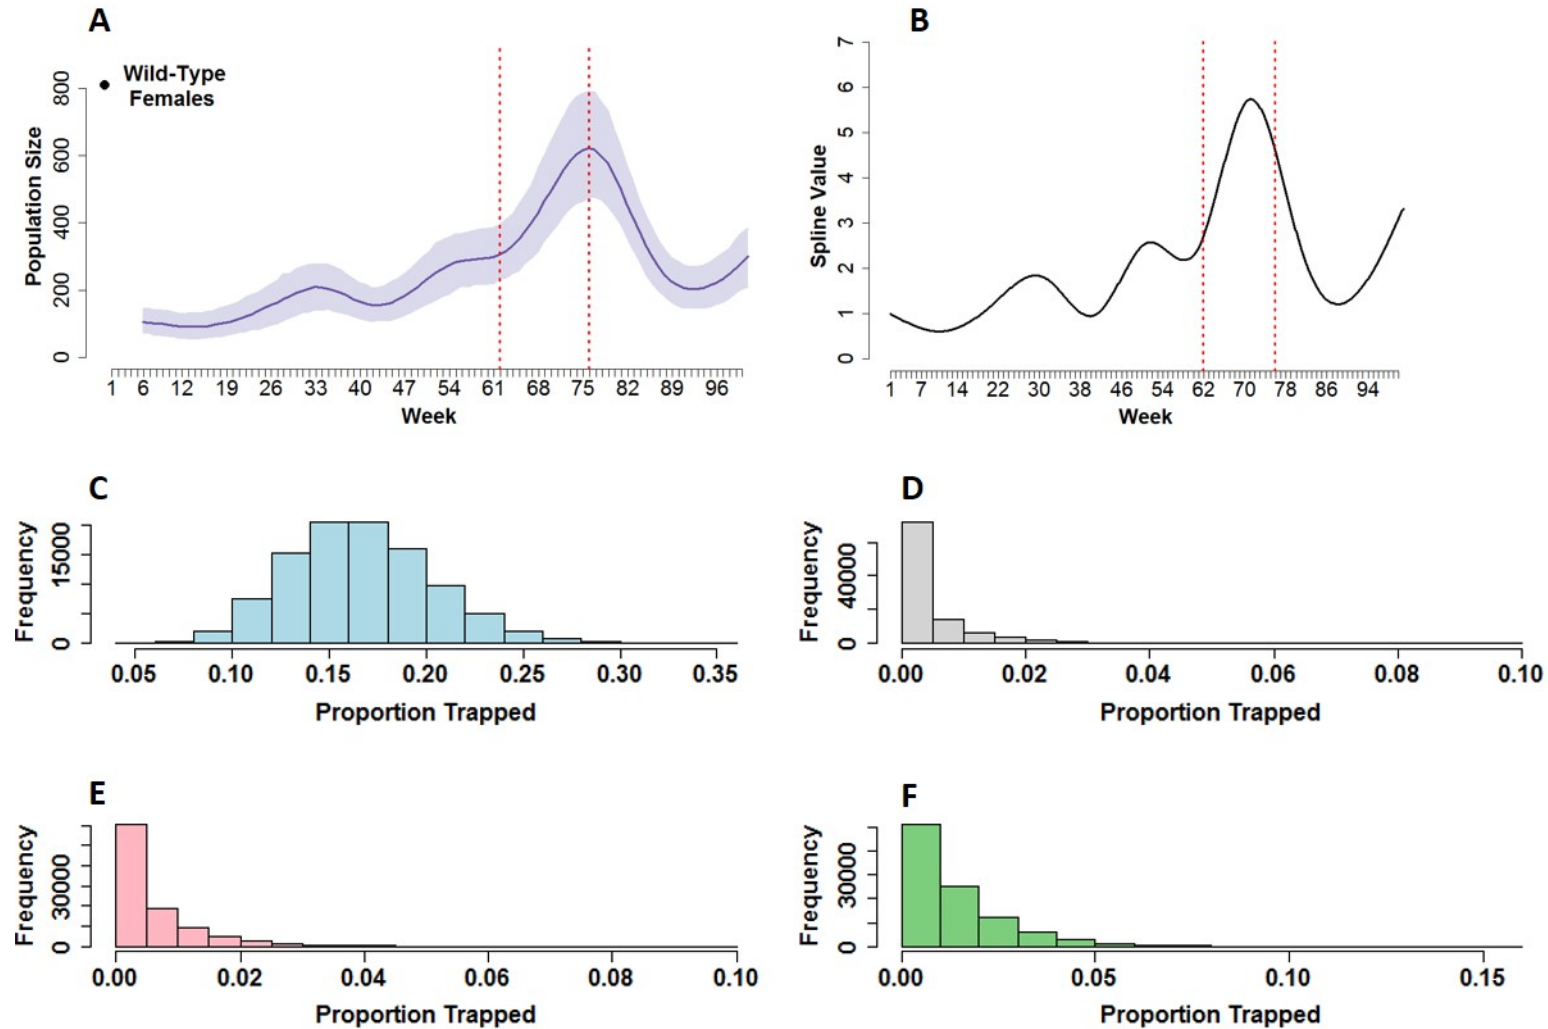 A
Wild-Type
Females
Population Size
0 200 400 600 800
1 6 12 19 26 33 40 47 54 61 68 75 82 89 96
Week
B
Spline Value
0 1 2 3 4 5 6 7
1 7 14 22 30 38 46 54 62 70 78 86 94
Week
C
Frequency
0 15000
0.05 0.10 0.15 0.20 0.25 0.30 0.35
Proportion Trapped
D
Frequency
0 40000
0.00 0.02 0.04 0.06 0.08 0.10
Proportion Trapped
E
Frequency
0 30000
0.00 0.02 0.04 0.06 0.08 0.10
Proportion Trapped
F
Frequency
0 30000
0.00 0.05 0.10 0.15
Proportion Trapped